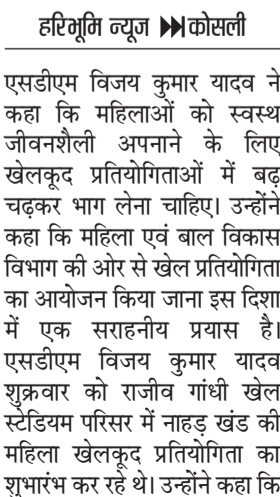 हरिभूमि न्यूज ▶▶कोसली
एसडीएम विजय कुमार यादव ने
कहा कि महिलाओं को स्वस्थ
जीवनशैली अपनाने के लिए
खेलकूद प्रतियोगिताओं में बढ़
चढ़कर भाग लेना चाहिए। उन्होंने
कहा कि महिला एवं बाल विकास
विभाग की ओर से खेल प्रतियोगिता
का आयोजन किया जाना इस दिशा
में एक सराहनीय प्रयास है।
एसडीएम विजय कुमार यादव
शुक्रवार को राजीव गांधी खेल
स्टेडियम परिसर में नाहड़ खंड की
महिला खेलकूद प्रतियोगिता का
शुभारंभ कर रहे थे। उन्होंने कहा कि